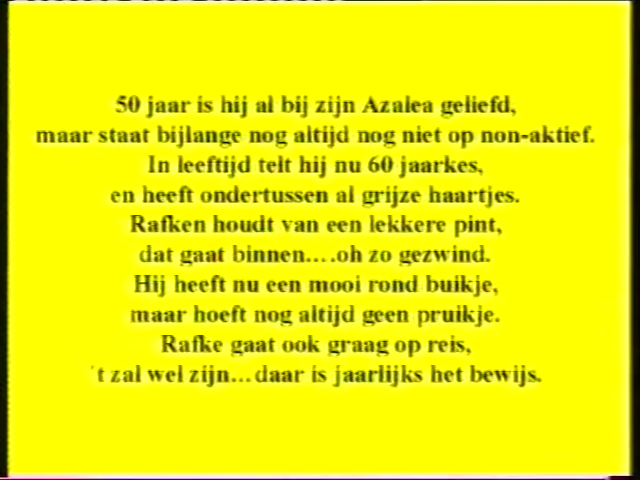 50 jaar is hij al bij zijn Azalea geliefd,
maar staat bijlange nog altijd nog niet op non-aktief.
In leeftijd telt hij nu 60 jaarkes,
en heeft ondertussen al grijze haartjes.
Rafken houdt van een lekkere pint,
dat gaat binnen....oh zo gezwind.
Hij heeft nu een mooi rond buikje,
maar hoeft nog altijd geen pruikje.
Rafke gaat ook graag op reis,
't zal wel zijn...daar is jaarlijks het bewijs.